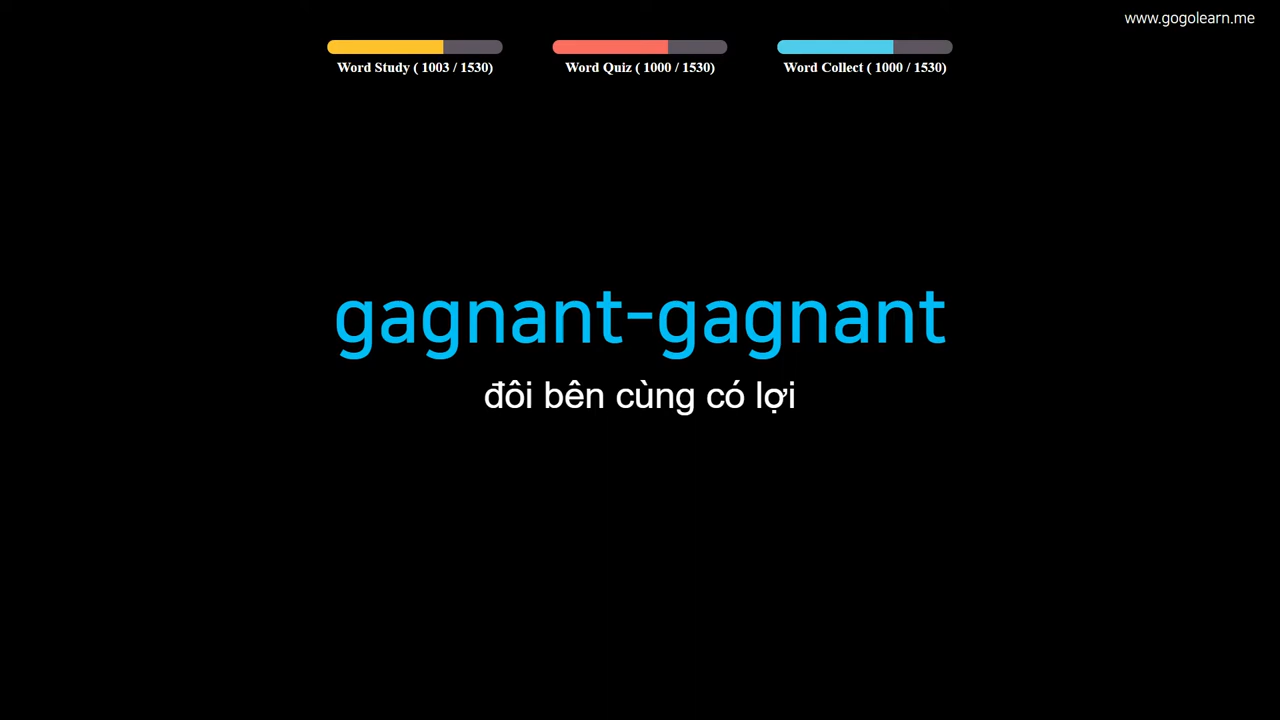 www.gogolearn.me
Word Study ( 1003 / 1530)
Word Quiz ( 1000 / 1530)
Word Collect ( 1000 / 1530)
gagnant-gagnant
đôi bên cùng có lợi